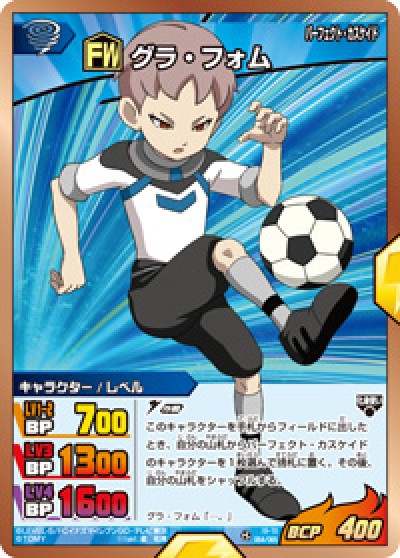 FW グラ・フォム
パーフェクト・カスケイド
キャラクター / レベル
LV1-2
BP 700
LV3
BP 1300
LV4
BP 1600
このキャラクターを手札からフィールドに出した
とき、自分の山札からパーフェクト・カスケイド
のキャラクターを1枚選んで捨札に置く。その後、
自分の山札をシャッフルする。
グラ・フォム「…。」
©TOMY
BCP 400